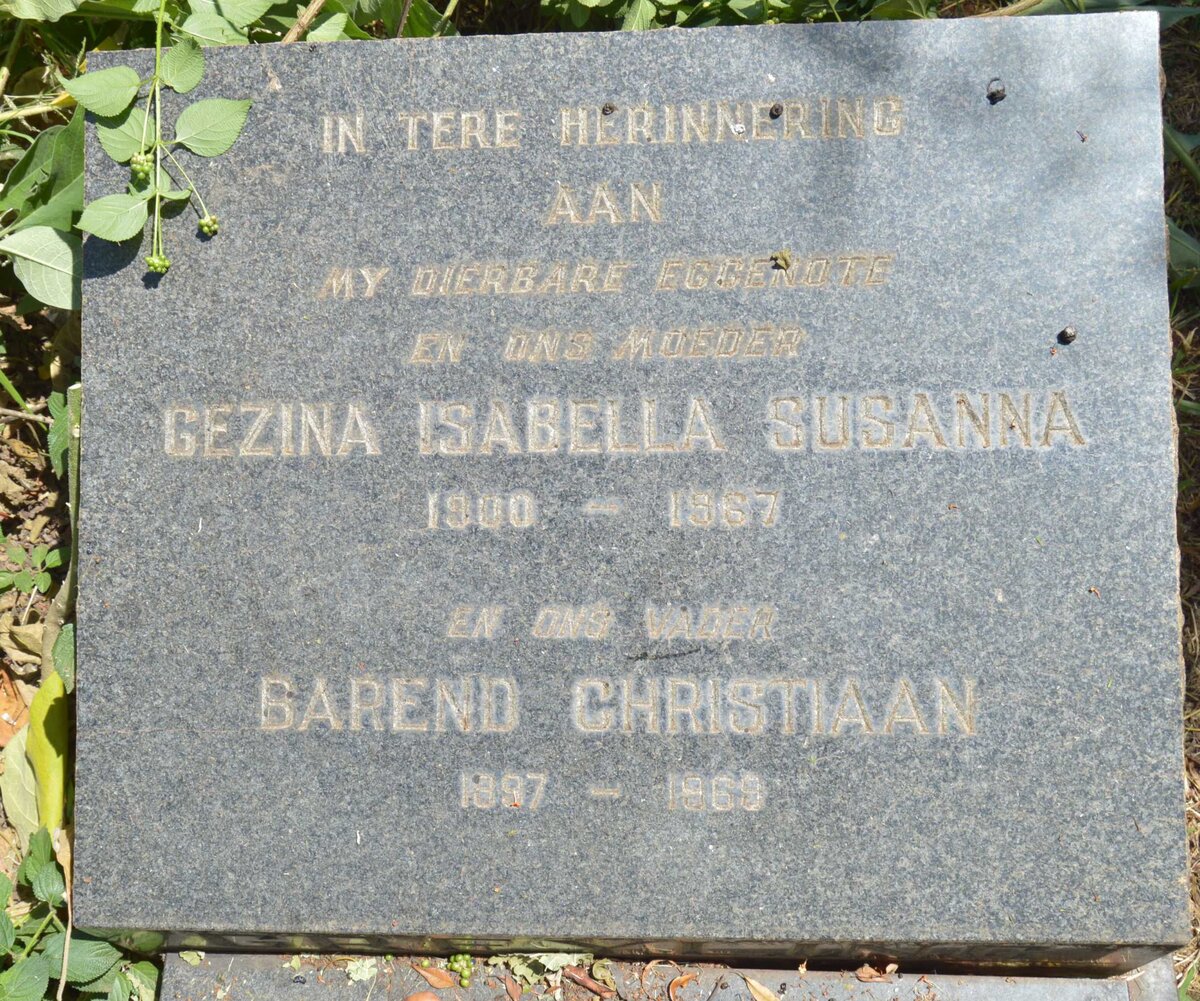 IN TERE HERINNERING
AAN
MY DIERBARE EGGENOTE
EN ONS MOEDER
GEZINA ISABELLA SUSANNA
1900 – 1967
EN ONS VADER
BAREND CHRISTIAAN
1897 – 1969